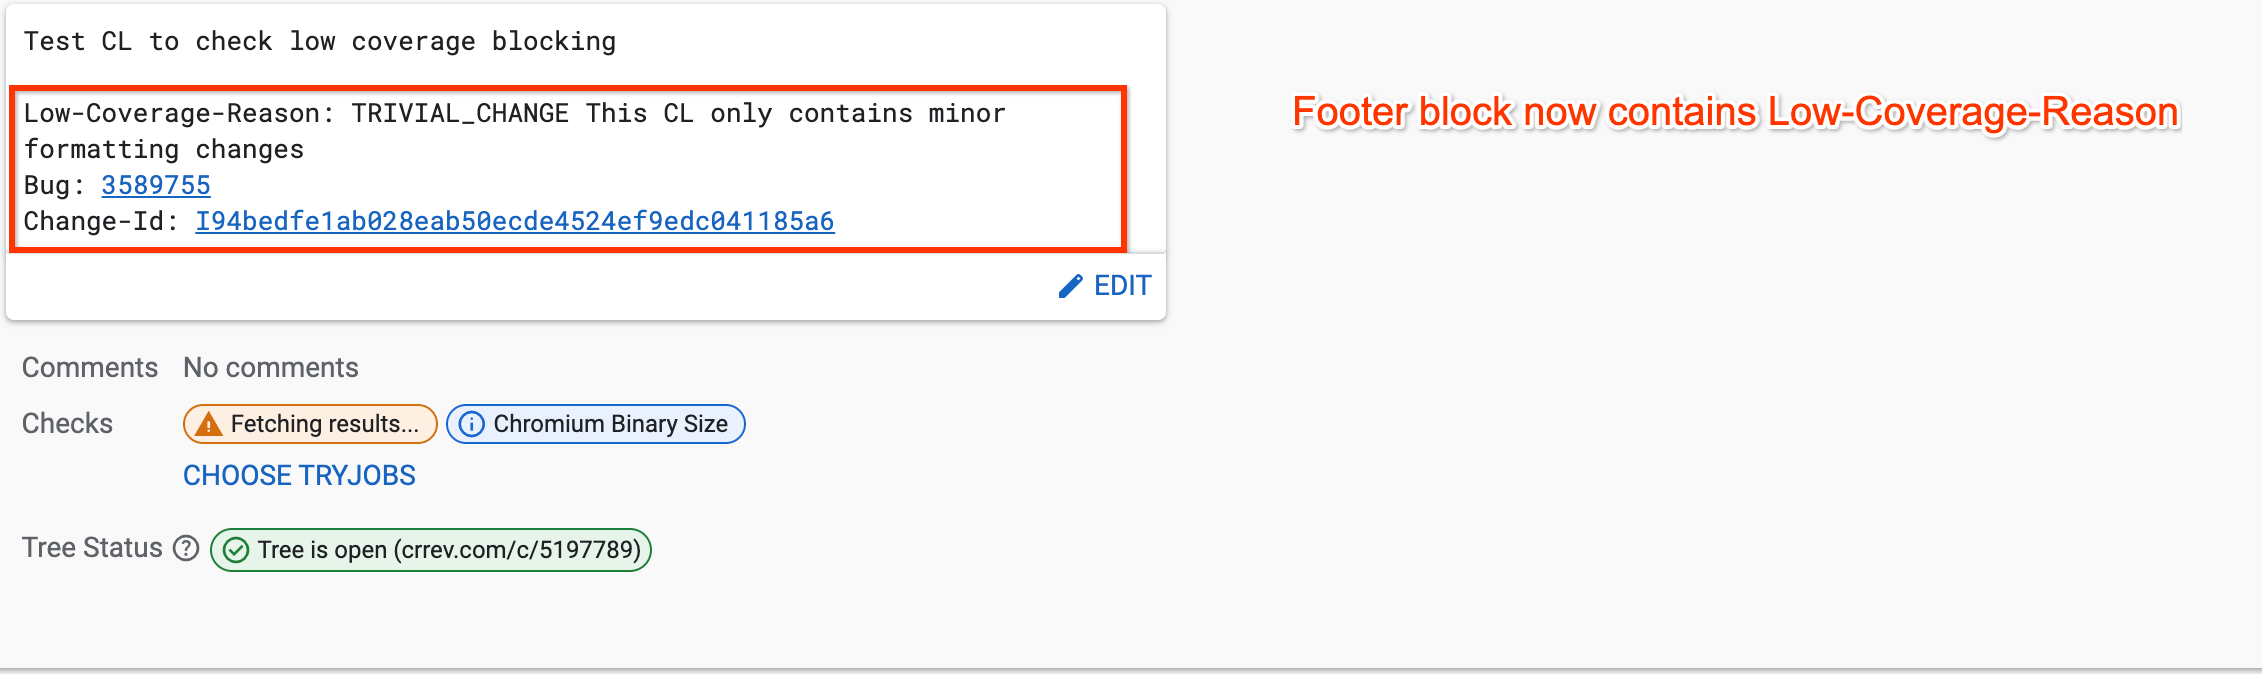 Test CL to check low coverage blocking
Low-Coverage-Reason: TRIVIAL_CHANGE This CL only contains minor
formatting changes
Bug: 3589755
Change-Id: I94bedfe1ab028eab50ecde4524ef9edc041185a6
Footer block now contains Low-Coverage-Reason
EDIT
Comments No comments
Checks Fetching results... Chromium Binary Size
CHOOSE TRYJOBS
Tree Status Tree is open (crrev.com/c/5197789)